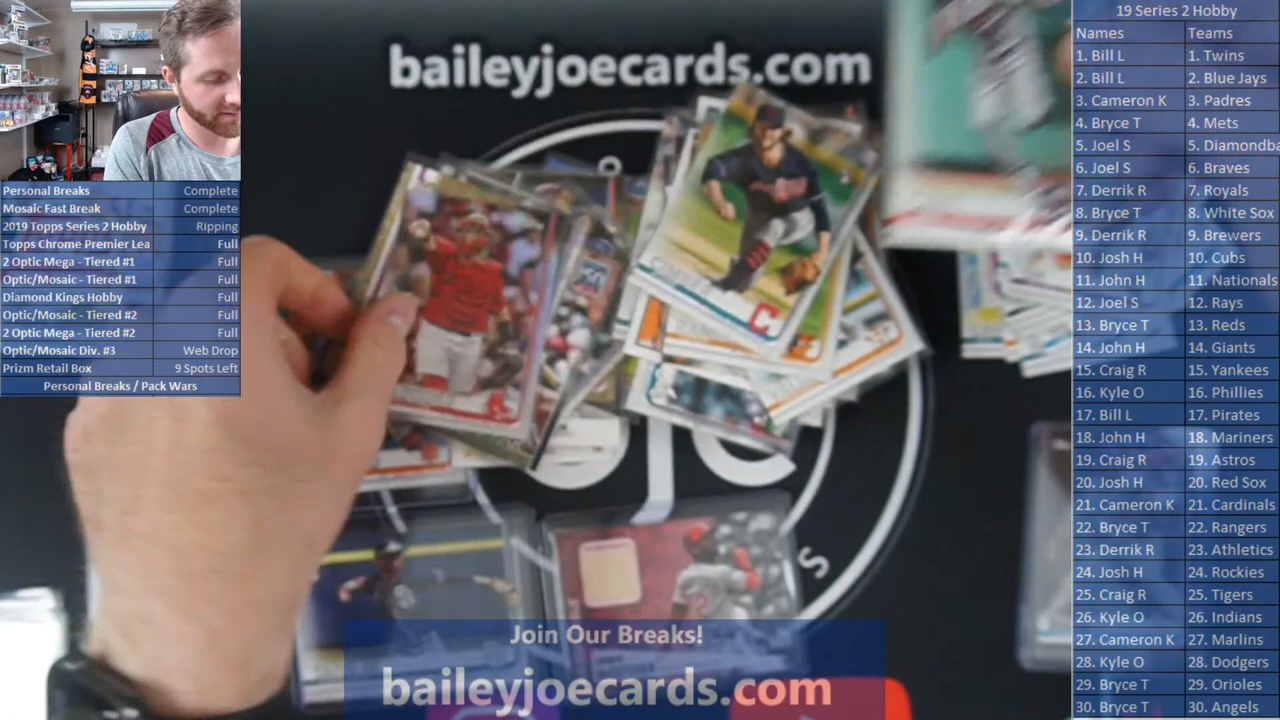 baileyjoecards.com
Personal Breaks Complete
Mosaic Fast Break Complete
2019 Topps Series 2 Hobby Ripping
Topps Chrome Premier Lea Full
2 Optic Mega - Tiered #1 Full
Optic/Mosaic - Tiered #1 Full
Diamond Kings Hobby Full
Optic/Mosaic - Tiered #2 Full
2 Optic Mega - Tiered #2 Full
Optic/Mosaic Div. #3 Web Drop
Prizm Retail Box 9 Spots Left
Personal Breaks / Pack Wars
C
S
Join Our Breaks!
baileyjoecards.com
19 Series 2 Hobby
Names Teams
1. Bill L 1. Twins
2. Bill L 2. Blue Jays
3. Cameron K 3. Padres
4. Bryce T 4. Mets
5. Joel S 5. Diamondba
6. Joel S 6. Braves
7. Derrik R 7. Royals
8. Bryce T 8. White Sox
9. Derrik R 9. Brewers
10. Josh H 10. Cubs
11. John H 11. Nationals
12. Joel S 12. Rays
13. Bryce T 13. Reds
14. John H 14. Giants
15. Craig R 15. Yankees
16. Kyle O 16. Phillies
17. Bill L 17. Pirates
18. John H 18. Mariners
19. Craig R 19. Astros
20. Josh H 20. Red Sox
21. Cameron K 21. Cardinals
22. Bryce T 22. Rangers
23. Derrik R 23. Athletics
24. Josh H 24. Rockies
25. Craig R 25. Tigers
26. Kyle O 26. Indians
27. Cameron K 27. Marlins
28. Kyle O 28. Dodgers
29. Bryce T 29. Orioles
30. Bryce T 30. Angels